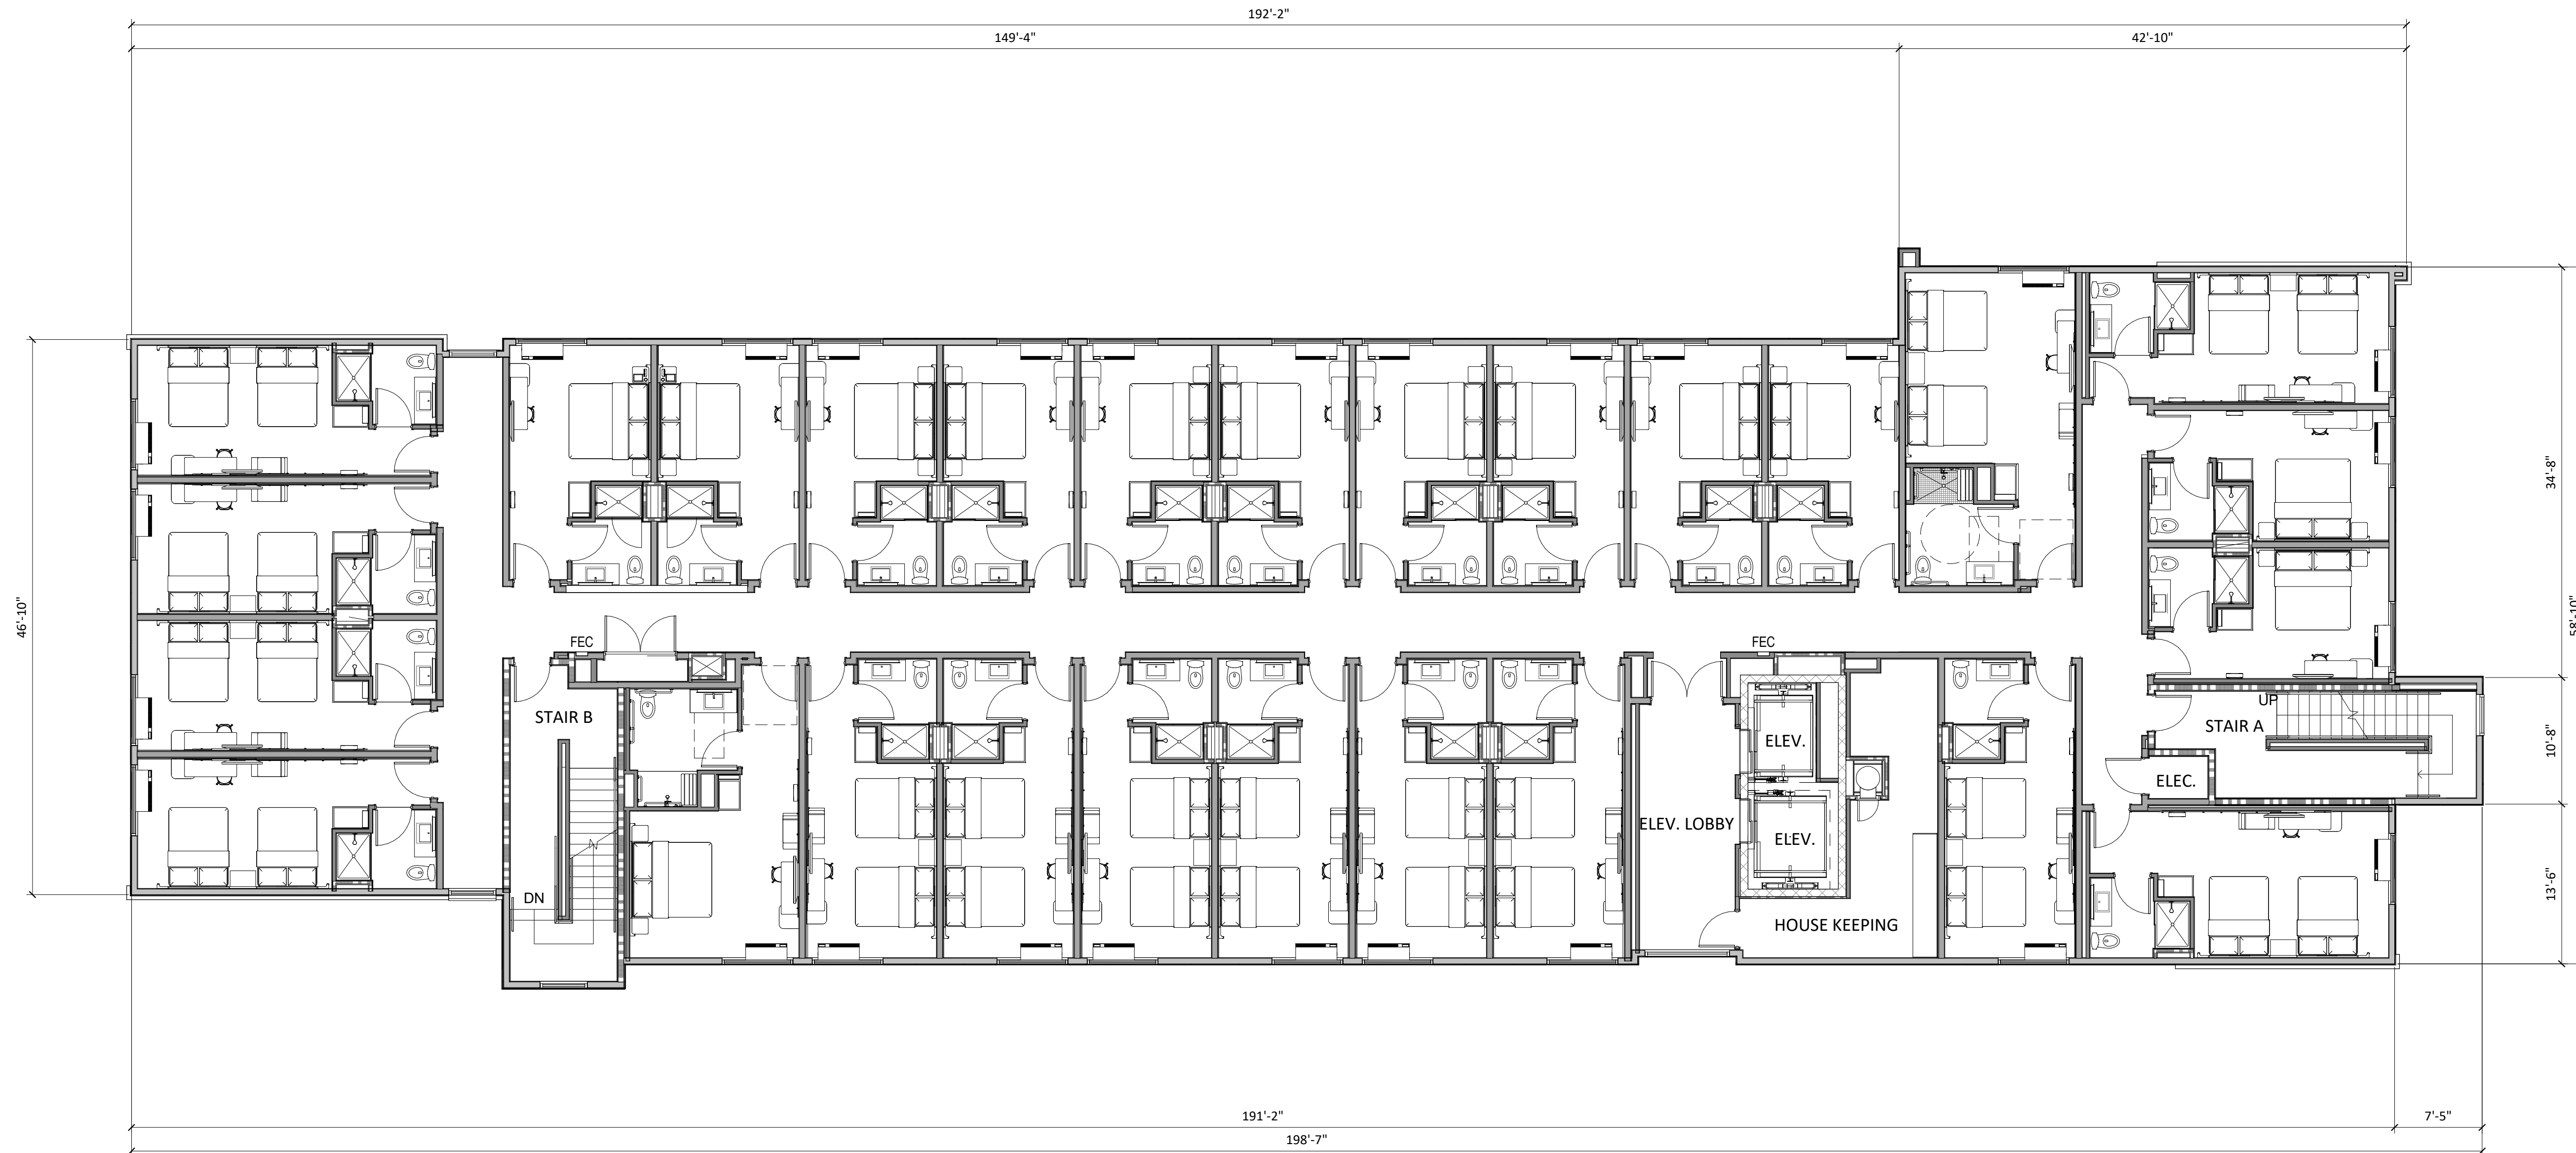 192'-2"
149'-4"
42'-10"
46'-10"
34'-8"
58'-10"
10'-8"
13'-6"
FEC
FEC
STAIR B
DN
ELEV.
ELEV. LOBBY
ELEV.
HOUSE KEEPING
UP
STAIR A
ELEC.
191'-2"
7'-5"
198'-7"